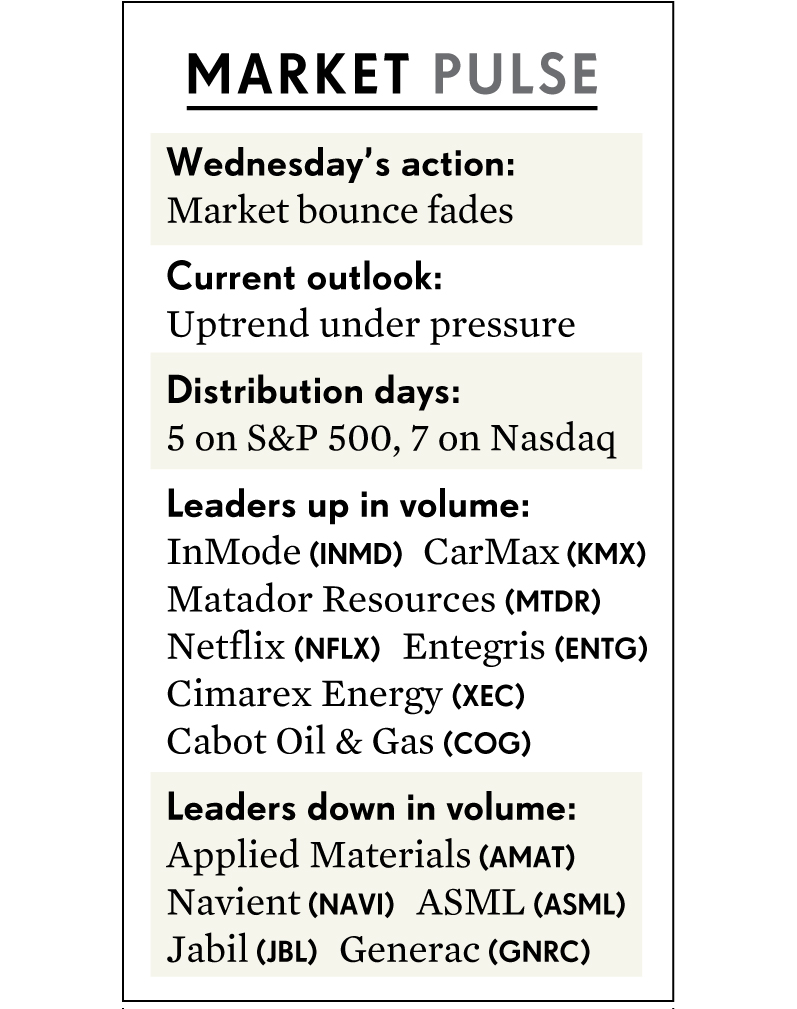 MARKET PULSE
Wednesday’s action:
Market bounce fades
Current outlook:
Uptrend under pressure
Distribution days:
5 on S&P 500, 7 on Nasdaq
Leaders up in volume:
InMode (INMD) CarMax (KMX)
Matador Resources (MTDR)
Netflix (NFLX) Entegris (ENTG)
Cimarex Energy (XEC)
Cabot Oil & Gas (COG)
Leaders down in volume:
Applied Materials (AMAT)
Navient (NAVI) ASML (ASML)
Jabil (JBL) Generac (GNRC)